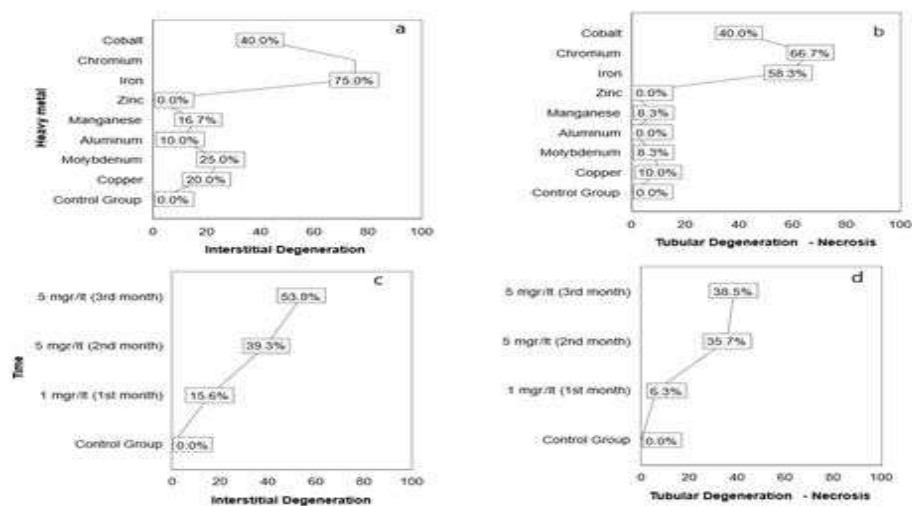 a
Heavy metal
Cobalt
40.0%
Chromium
Iron
75.0%
Zinc
0.0%
Manganese
16.7%
Aluminum
10.0%
Molybdenum
25.0%
Copper
20.0%
Control Group
0.0%
0 20 40 60 80 100
Interstitial Degeneration
b
Cobalt
40.0%
Chromium
66.7%
Iron
58.3%
Zinc
0.0%
Manganese
8.3%
Aluminum
0.0%
Molybdenum
8.3%
Copper
10.0%
Control Group
0.0%
0 20 40 60 80 100
Tubular Degeneration - Necrosis
c
Time
5 mgr/lt (3rd month)
53.8%
5 mgr/lt (2nd month)
39.3%
1 mgr/lt (1st month)
15.6%
Control Group
0.0%
0 20 40 60 80 100
Interstitial Degeneration
d
5 mgr/lt (3rd month)
38.5%
5 mgr/lt (2nd month)
35.7%
1 mgr/lt (1st month)
6.3%
Control Group
0.0%
0 20 40 60 80 100
Tubular Degeneration - Necrosis